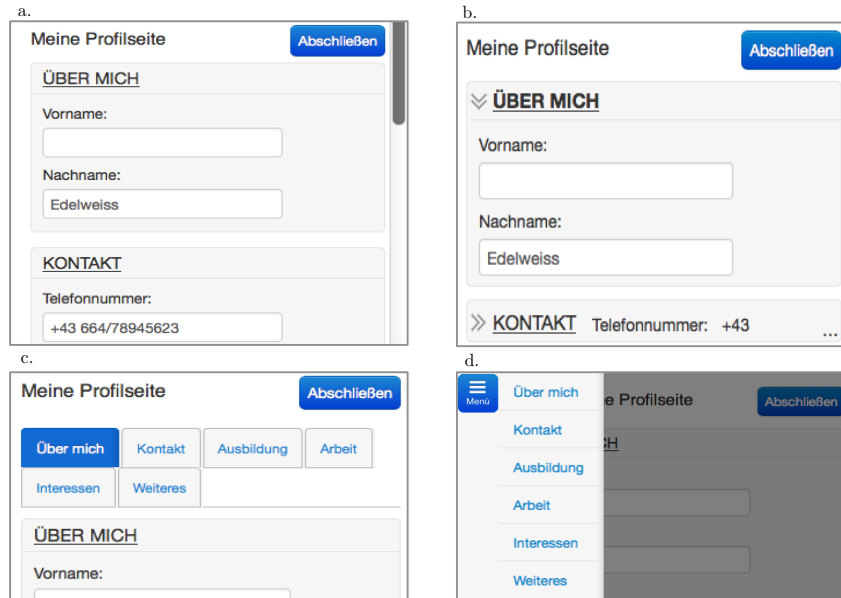 a.
Meine Profilseite Abschließen
ÜBER MICH
Vorname:
Nachname:
Edelweiss
KONTAKT
Telefonnummer:
+43 664/78945623
b.
Meine Profilseite Abschließen
ÜBER MICH
Vorname:
Nachname:
Edelweiss
KONTAKT Telefonnummer: +43 ...
c.
Meine Profilseite Abschließen
Über mich Kontakt Ausbildung Arbeit
Interessen Weiteres
ÜBER MICH
Vorname:
d.
Menü Über mich e Profilseite Abschließen
Kontakt CH
Ausbildung
Arbeit
Interessen
Weiteres